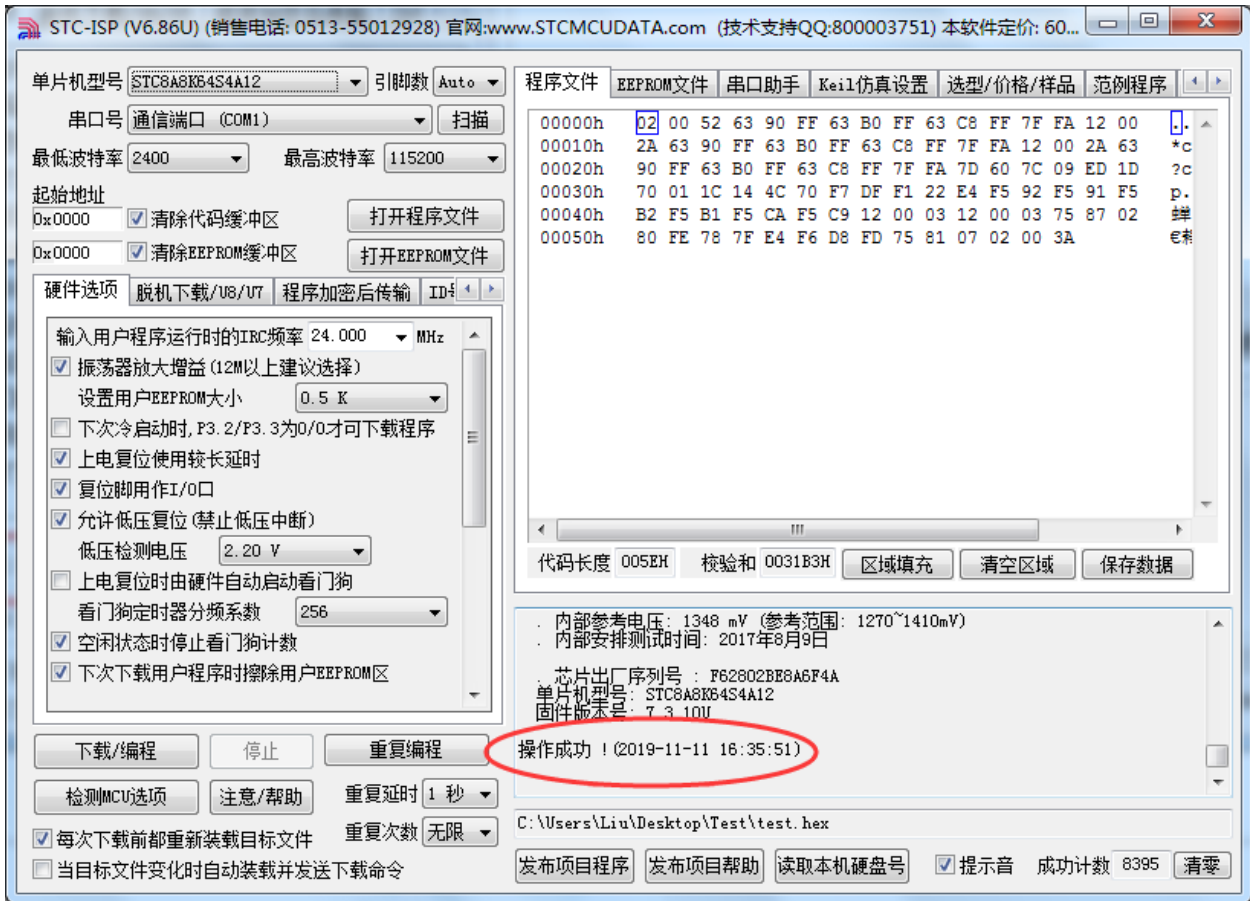 STC-ISP (V6.86U) (销售电话: 0513-55012928) 官网:www.STCMCUDATA.com (技术支持QQ:800003751) 本软件定价: 60...
单片机型号 STC8A8K64S4A12 引脚数 Auto
串口号 通信端口 (COM1) 扫描
最低波特率 2400 最高波特率 115200
起始地址
0x0000 清除代码缓冲区 打开程序文件
0x0000 清除EEPROM缓冲区 打开EEPROM文件
硬件选项 脱机下载/U8/U7 程序加密后传输
输入用户程序运行时的IRC频率 24.000 MHz
振荡器放大增益(12M以上建议选择)
设置用户EEPROM大小 0.5 K
下次冷启动时,P3.2/P3.3为0/0才可下载程序
上电复位使用较长延时
复位脚用作I/O口
允许低压复位(禁止低压中断)
低压检测电压 2.20 V
上电复位时由硬件自动启动看门狗
看门狗定时器分频系数 256
空闲状态时停止看门狗计数
下次下载用户程序时擦除用户EEPROM区
下载/编程 停止 重复编程
检测MCU选项 注意/帮助 重复延时 1 秒
每次下载前都重新装载目标文件 重复次数 无限
当目标文件变化时自动装载并发送下载命令
程序文件 EEPROM文件 串口助手 Keil仿真设置 选型/价格/样品 范例程序
00000h 02 00 52 63 90 FF 63 B0 FF 63 C8 FF 7F FA 12 00 ..
00010h 2A 63 90 FF 63 B0 FF 63 C8 FF 7F FA 12 00 2A 63 *c
00020h 90 FF 63 B0 FF 63 C8 FF 7F FA 7D 60 7C 09 ED 1D ?c
00030h 70 01 1C 14 4C 70 F7 DF F1 22 E4 F5 92 F5 91 F5 p.
00040h B2 F5 B1 F5 CA F5 C9 12 00 03 12 00 03 75 87 02
00050h 80 FE 78 7F E4 F6 D8 FD 75 81 07 02 00 3A
代码长度 005EH 校验和 0031B3H 区域填充 清空区域 保存数据
. 内部参考电压: 1348 mV (参考范围: 1270~1410mV)
. 内部安排测试时间: 2017年8月9日
. 芯片出厂序列号 : F62802BE8A6F4A
单片机型号: STC8A8K64S4A12
固件版本号: 7.3.10U
操作成功 !(2019-11-11 16:35:51)
C:\Users\Liu\Desktop\Test\test.hex
发布项目程序 发布项目帮助 读取本机硬盘号 提示音 成功计数 8395 清零